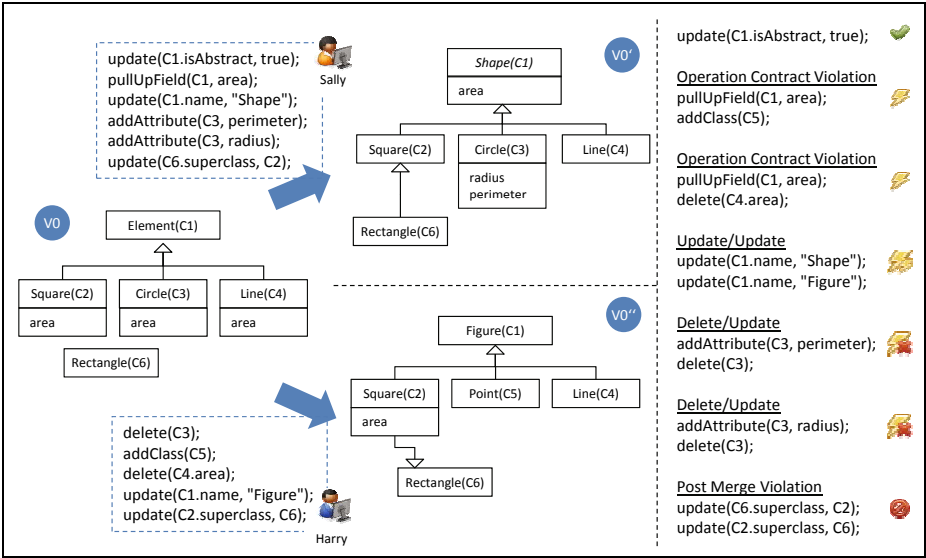 update(C1.isAbstract, true);
pullUpField(C1, area);
update(C1.name, "Shape");
addAttribute(C3, perimeter);
addAttribute(C3, radius);
update(C6.superclass, C2);
Sally
V0'
Shape(C1)
area
Square(C2)
Circle(C3)
radius
perimeter
Line(C4)
Rectangle(C6)
V0
Element(C1)
Square(C2)
area
Circle(C3)
area
Line(C4)
area
Rectangle(C6)
V0''
Figure(C1)
Square(C2)
area
Point(C5)
Line(C4)
Rectangle(C6)
delete(C3);
addClass(C5);
delete(C4.area);
update(C1.name, "Figure");
update(C2.superclass, C6);
Harry
update(C1.isAbstract, true);
Operation Contract Violation
pullUpField(C1, area);
addClass(C5);
Operation Contract Violation
pullUpField(C1, area);
delete(C4.area);
Update/Update
update(C1.name, "Shape");
update(C1.name, "Figure");
Delete/Update
addAttribute(C3, perimeter);
delete(C3);
Delete/Update
addAttribute(C3, radius);
delete(C3);
Post Merge Violation
update(C6.superclass, C2);
update(C2.superclass, C6);